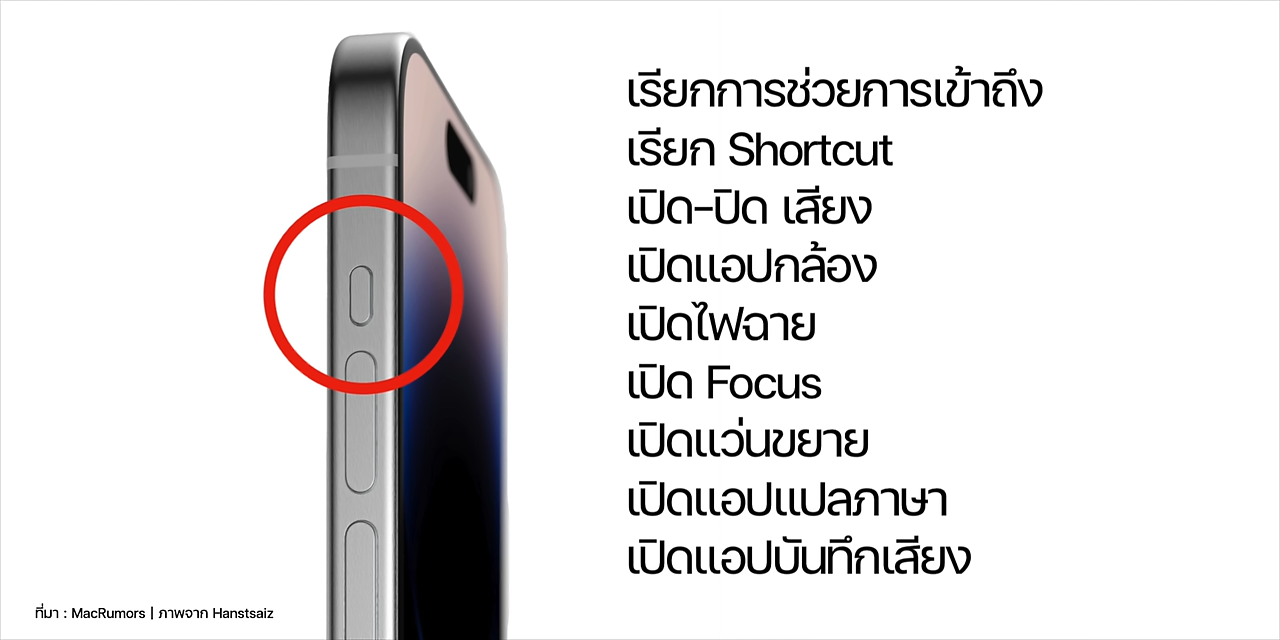 เรียกการช่วยการเข้าถึง
เรียก Shortcut
เปิด-ปิด เสียง
เปิดแอปกล้อง
เปิดไฟฉาย
เปิด Focus
เปิดแว่นขยาย
เปิดแอปแปลภาษา
เปิดแอปบันทึกเสียง
ที่มา : MacRumors | ภาพจาก Hanstsaiz